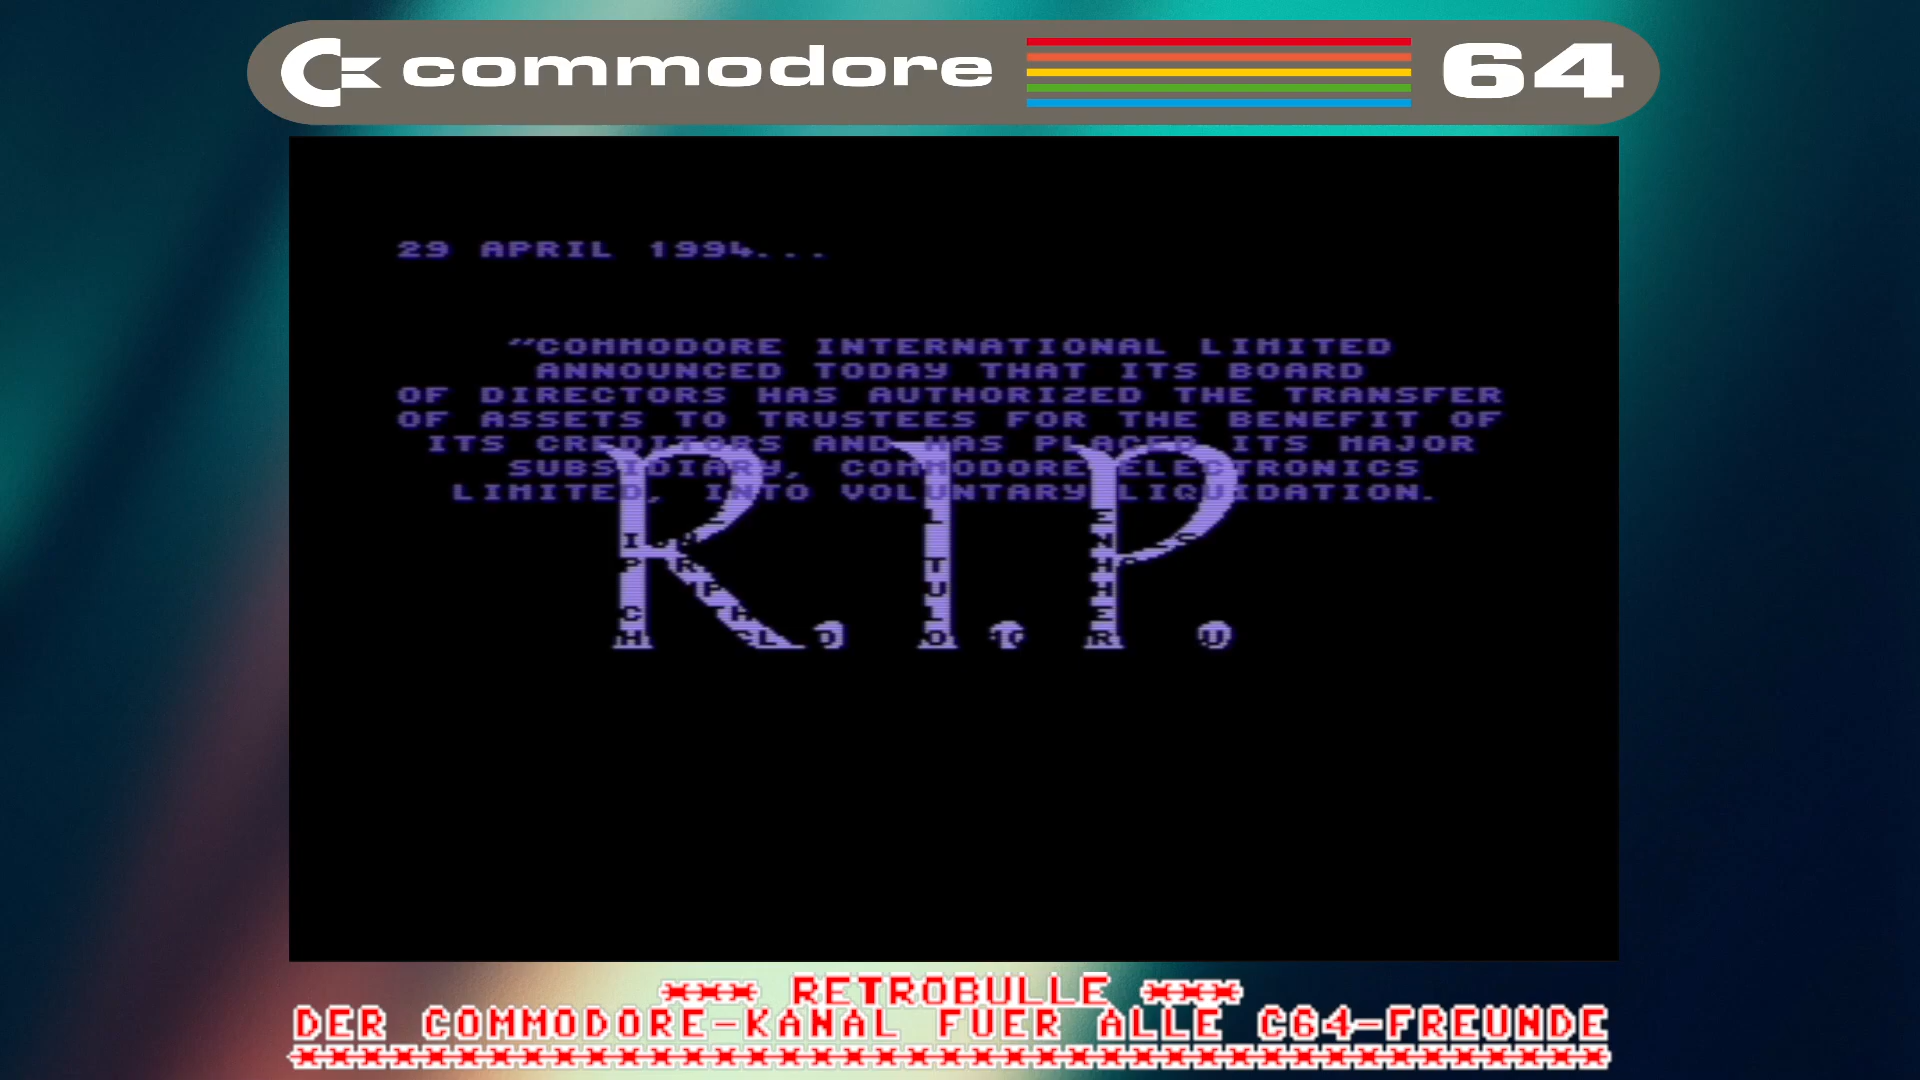 commodore 64
29 APRIL 1994...
"COMMODORE INTERNATIONAL LIMITED
ANNOUNCED TODAY THAT ITS BOARD
OF DIRECTORS HAS AUTHORIZED THE TRANSFER
OF ASSETS TO TRUSTEES FOR THE BENEFIT OF
ITS CREDITORS AND HAS PLACED ITS MAJOR
SUBSIDIARY, COMMODORE ELECTRONICS
LIMITED, INTO VOLUNTARY LIQUIDATION.
R.I.P.
*** RETROBULLE ***
DER COMMODORE-KANAL FUER ALLE C64-FREUNDE
*****************************************